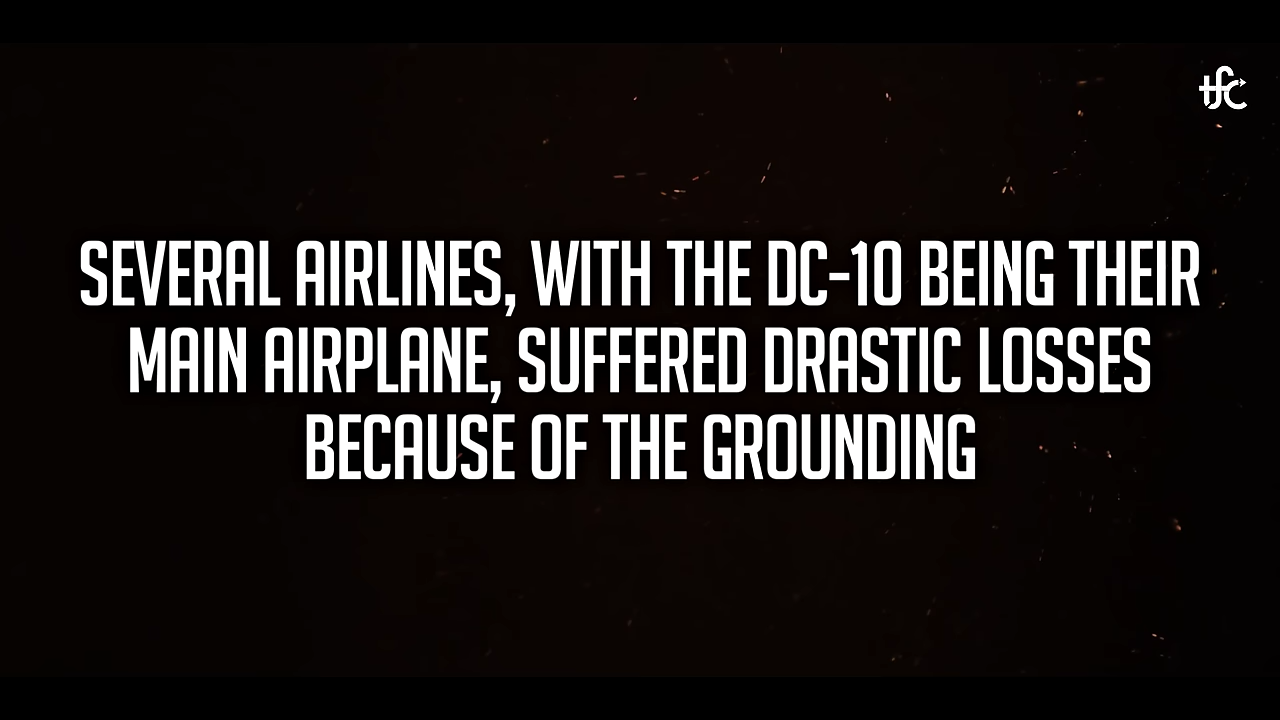 tfc
SEVERAL AIRLINES, WITH THE DC-10 BEING THEIR
MAIN AIRPLANE, SUFFERED DRASTIC LOSSES
BECAUSE OF THE GROUNDING